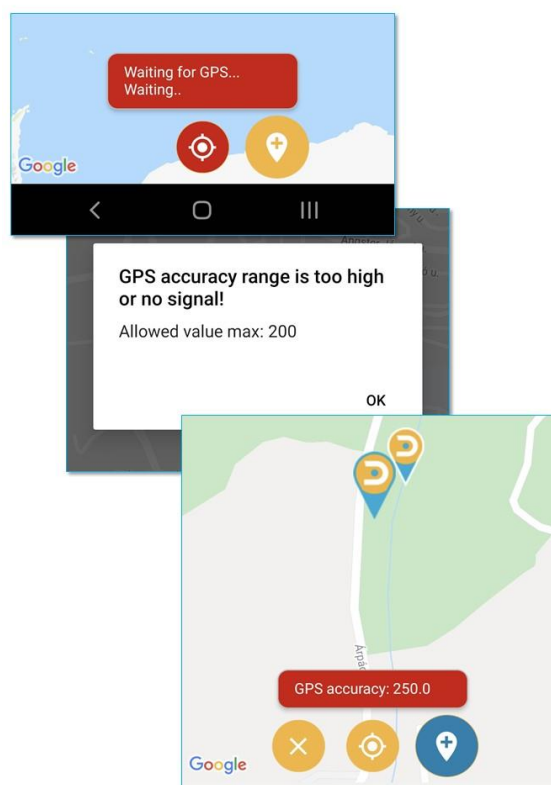 Waiting for GPS...
Waiting..
Google
GPS accuracy range is too high
or no signal!
Allowed value max: 200
OK
Árpád
GPS accuracy: 250.0
Google